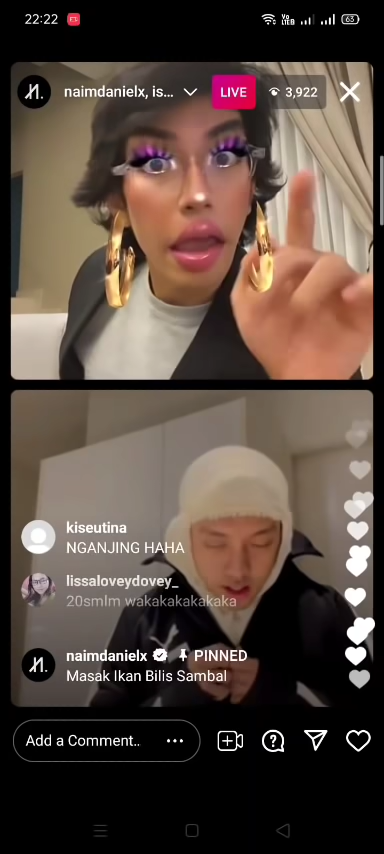 22:22
63
naimdanielx, is...
LIVE
3,922
kiseutina
NGANJING HAHA
lissaloveydovey_
20smlm wakakakakakaka
naimdanielx PINNED
Masak Ikan Bilis Sambal
Add a Comment..